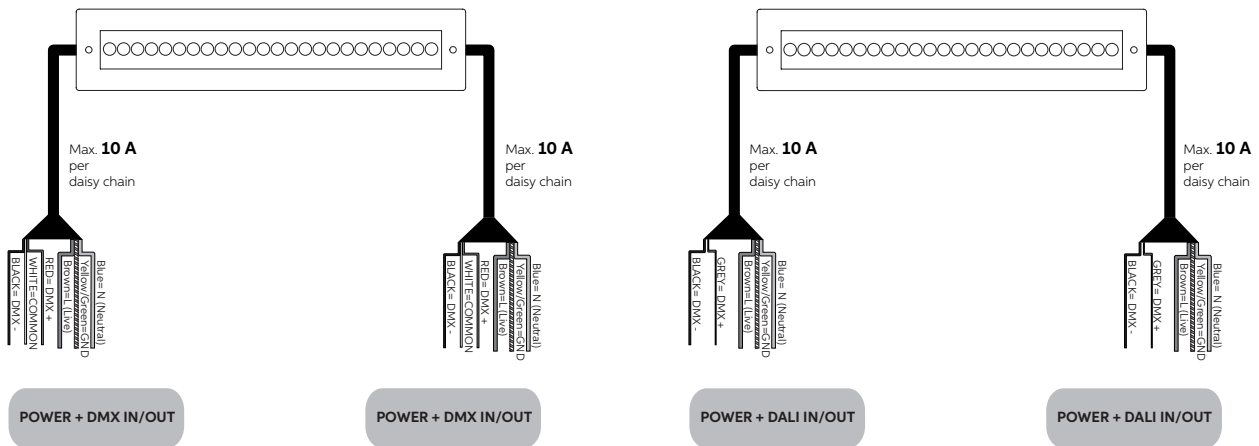 Max. 10 A
per
daisy chain
Max. 10 A
per
daisy chain
Max. 10 A
per
daisy chain
Max. 10 A
per
daisy chain
BLACK= DMX -
WHITE=COMMON
RED= DMX +
Brown=L (Live)
Yellow/Green=GND
Blue= N (Neutral)
BLACK= DMX -
WHITE=COMMON
RED= DMX +
Brown=L (Live)
Yellow/Green=GND
Blue= N (Neutral)
BLACK= DMX -
GREY= DMX +
Brown=L (Live)
Yellow/Green=GND
Blue= N (Neutral)
BLACK= DMX -
GREY= DMX +
Brown=L (Live)
Yellow/Green=GND
Blue= N (Neutral)
POWER + DMX IN/OUT
POWER + DMX IN/OUT
POWER + DALI IN/OUT
POWER + DALI IN/OUT